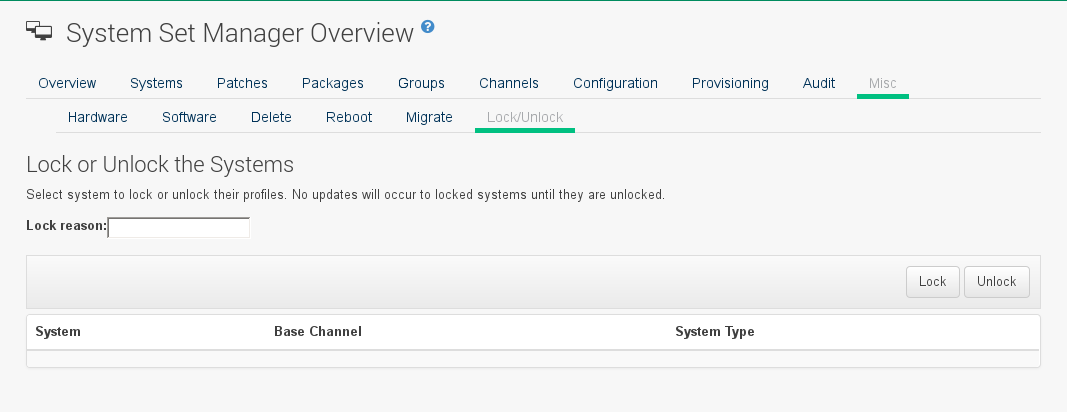 System Set Manager Overview ?
Overview Systems Patches Packages Groups Channels Configuration Provisioning Audit Misc
Hardware Software Delete Reboot Migrate Lock/Unlock
Lock or Unlock the Systems
Select system to lock or unlock their profiles. No updates will occur to locked systems until they are unlocked.
Lock reason:
Lock Unlock
System Base Channel System Type